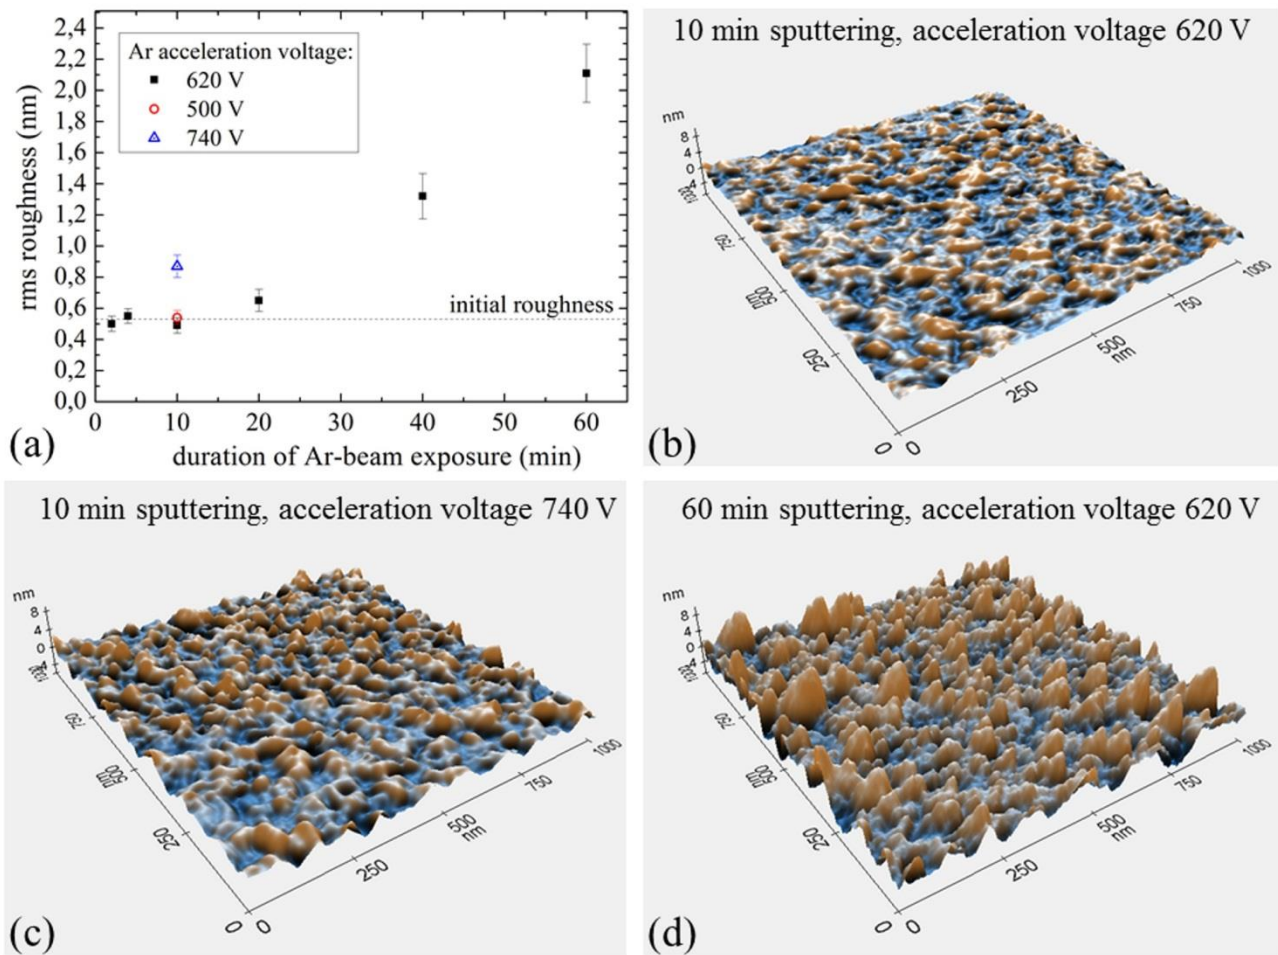 2,4
2,2
2,0
1,8
1,6
1,4
1,2
1,0
0,8
0,6
0,4
0,2
0,0
rms roughness (nm)
Ar acceleration voltage:
620 V
500 V
740 V
initial roughness
0 10 20 30 40 50 60
duration of Ar-beam exposure (min)
(a)
10 min sputtering, acceleration voltage 620 V
nm
8
4
0
-4
1000
750
500
nm
250
0
0
250
500
nm
750
1000
(b)
10 min sputtering, acceleration voltage 740 V
nm
8
4
0
-4
1000
750
500
nm
250
0
0
250
500
nm
750
1000
(c)
60 min sputtering, acceleration voltage 620 V
nm
8
4
0
-4
1000
750
500
nm
250
0
0
250
500
nm
750
1000
(d)